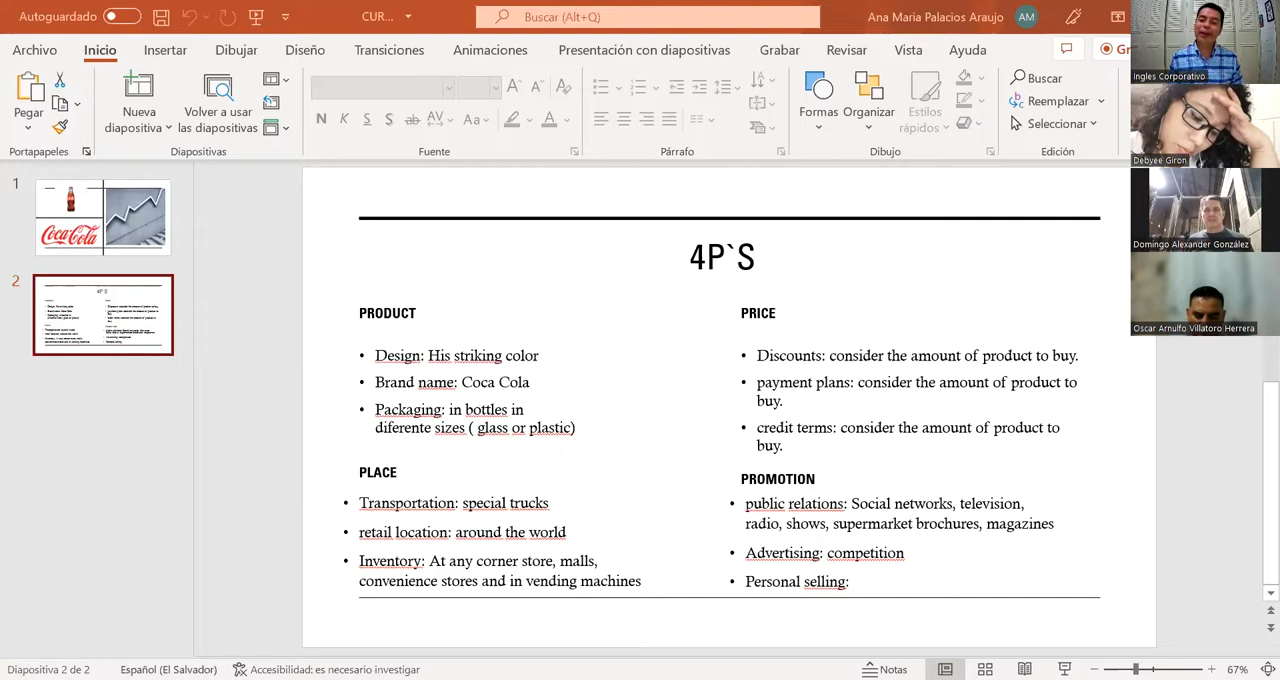 Autoguardado
CUR...
Buscar (Alt+Q)
Ana Maria Palacios Araujo
AM
Archivo
Inicio
Insertar
Dibujar
Diseño
Transiciones
Animaciones
Presentación con diapositivas
Grabar
Revisar
Vista
Ayuda
Pegar
Nueva
diapositiva
Volver a usar
las diapositivas
N K S S ab AV Aa A
Formas
Organizar
Estilos
rápidos
Buscar
Reemplazar
Seleccionar
Portapapeles
Diapositivas
Fuente
Párrafo
Dibujo
Edición
Ingles Corporativo
Debyee Giron
Domingo Alexander González
Oscar Arnulfo Villatoro Herrera
1
Coca-Cola
2
4P`S
PRODUCT
• Design: His striking color
• Brand name: Coca Cola
• Packaging: in bottles in
diferente sizes ( glass or plastic)
PRICE
• Discounts: consider the amount of product to buy.
• payment plans: consider the amount of product to
buy.
• credit terms: consider the amount of product to
buy.
PLACE
• Transportation: special trucks
• retail location: around the world
• Inventory: At any corner store, malls,
convenience stores and in vending machines
PROMOTION
• public relations: Social networks, television,
radio, shows, supermarket brochures, magazines
• Advertising: competition
• Personal selling:
Diapositiva 2 de 2
Español (El Salvador)
Accesibilidad: es necesario investigar
Notas
67%